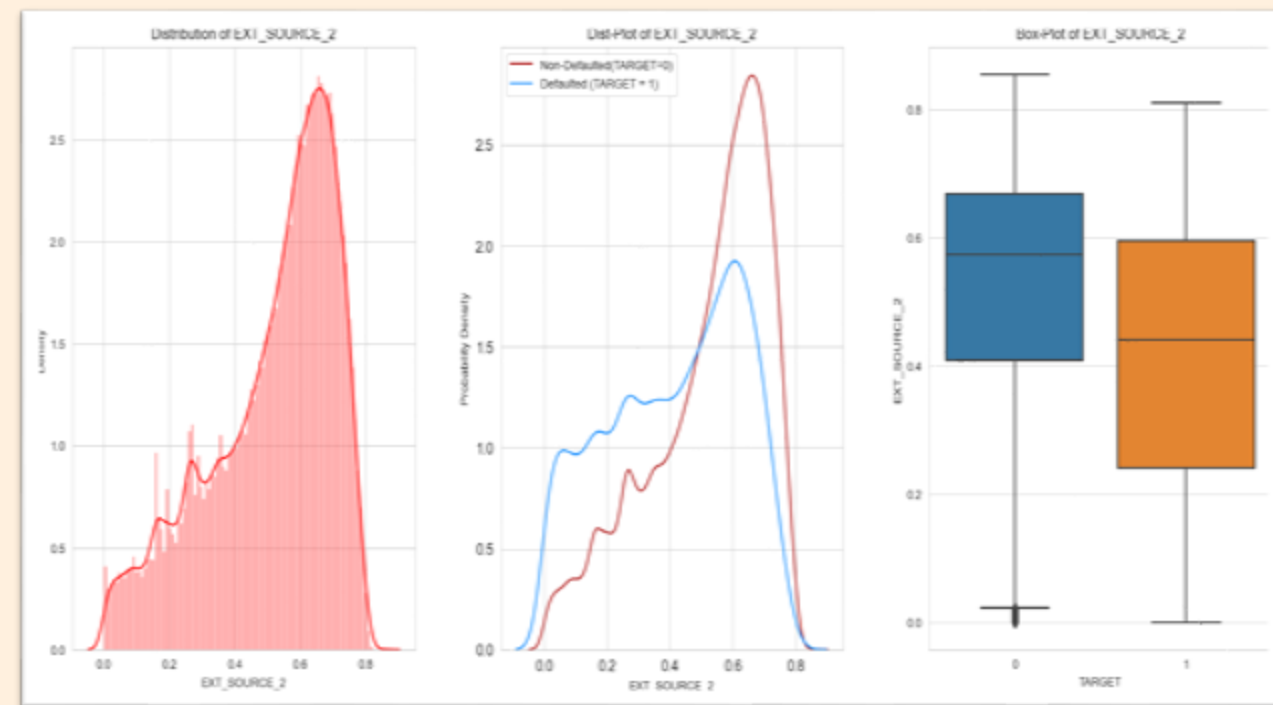 Distribution of EXT_SOURCE_2
2.5
2.0
1.5
1.0
0.5
0.0
Density
0.0 0.2 0.4 0.6 0.8
EXT_SOURCE_2
Dist-Plot of EXT_SOURCE_2
Non-Defaulted(TARGET=0)
Defaulted (TARGET = 1)
2.5
2.0
1.5
1.0
0.5
0.0
Probability Density
0.0 0.2 0.4 0.6 0.8
EXT_SOURCE_2
Box-Plot of EXT_SOURCE_2
0.8
0.6
0.4
0.2
0.0
EXT_SOURCE_2
0 1
TARGET